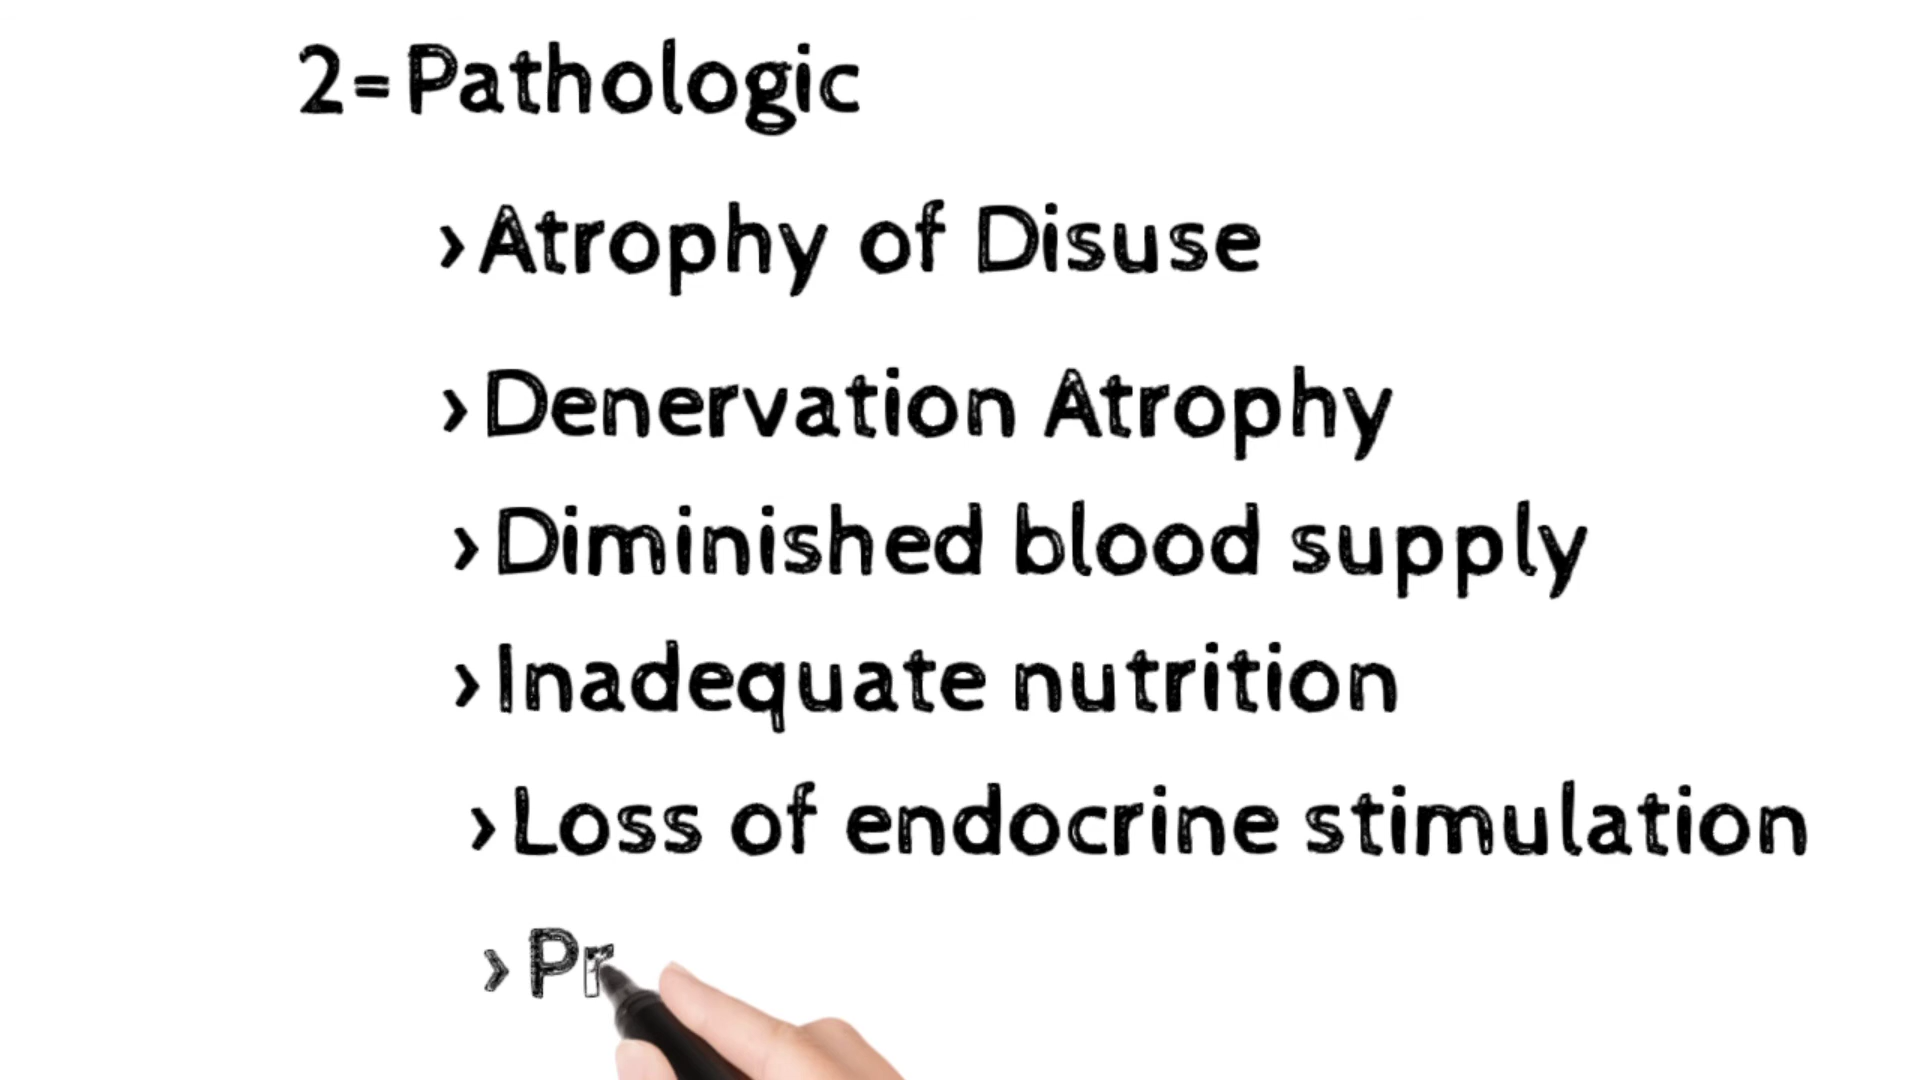 2=Pathologic
›Atrophy of Disuse
›Denervation Atrophy
›Diminished blood supply
›Inadequate nutrition
›Loss of endocrine stimulation
›Pr